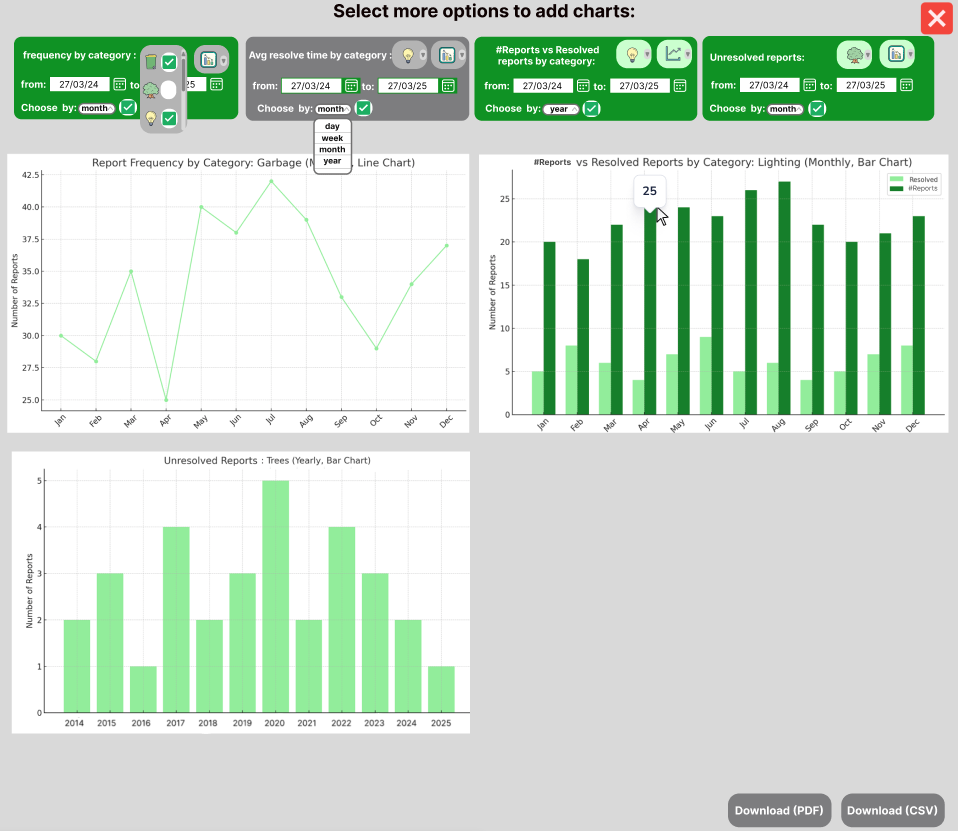 Select more options to add charts:
frequency by category :
from: 27/03/24 to 25
Choose by: month
Avg resolve time by category :
from: 27/03/24 to: 27/03/25
Choose by: month
day
week
month
year
#Reports vs Resolved
reports by category:
from: 27/03/24 to: 27/03/25
Choose by: year
Unresolved reports:
from: 27/03/24 to: 27/03/25
Choose by: month
Report Frequency by Category: Garbage (M , Line Chart)
Number of Reports
42.5
40.0
37.5
35.0
32.5
30.0
27.5
25.0
Jan Feb Mar Apr May Jun Jul Aug Sep Oct Nov Dec
#Reports vs Resolved Reports by Category: Lighting (Monthly, Bar Chart)
Resolved
#Reports
25
Number of Reports
25
20
15
10
5
0
Jan Feb Mar Apr May Jun Jul Aug Sep Oct Nov Dec
Unresolved Reports : Trees (Yearly, Bar Chart)
Number of Reports
5
4
3
2
1
0
2014 2015 2016 2017 2018 2019 2020 2021 2022 2023 2024 2025
Download (PDF)
Download (CSV)